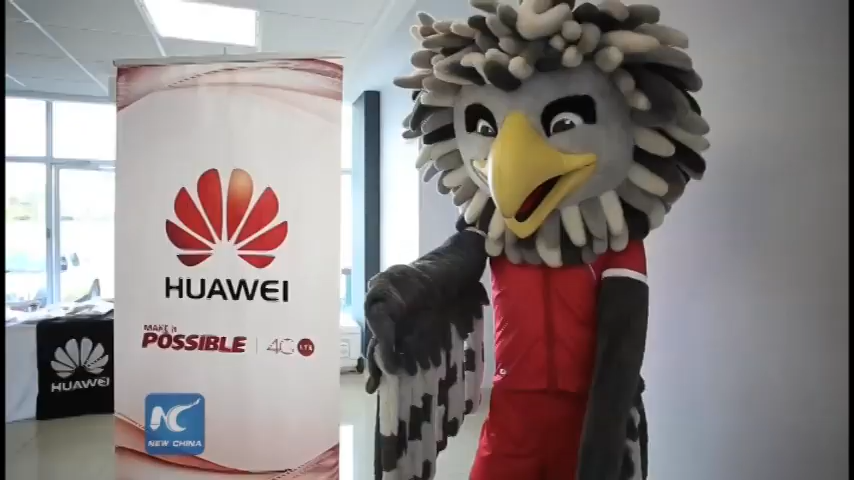 HUAWEI
MAKE it
POSSIBLE | 4G LTE
HUAWEI
NEW CHINA